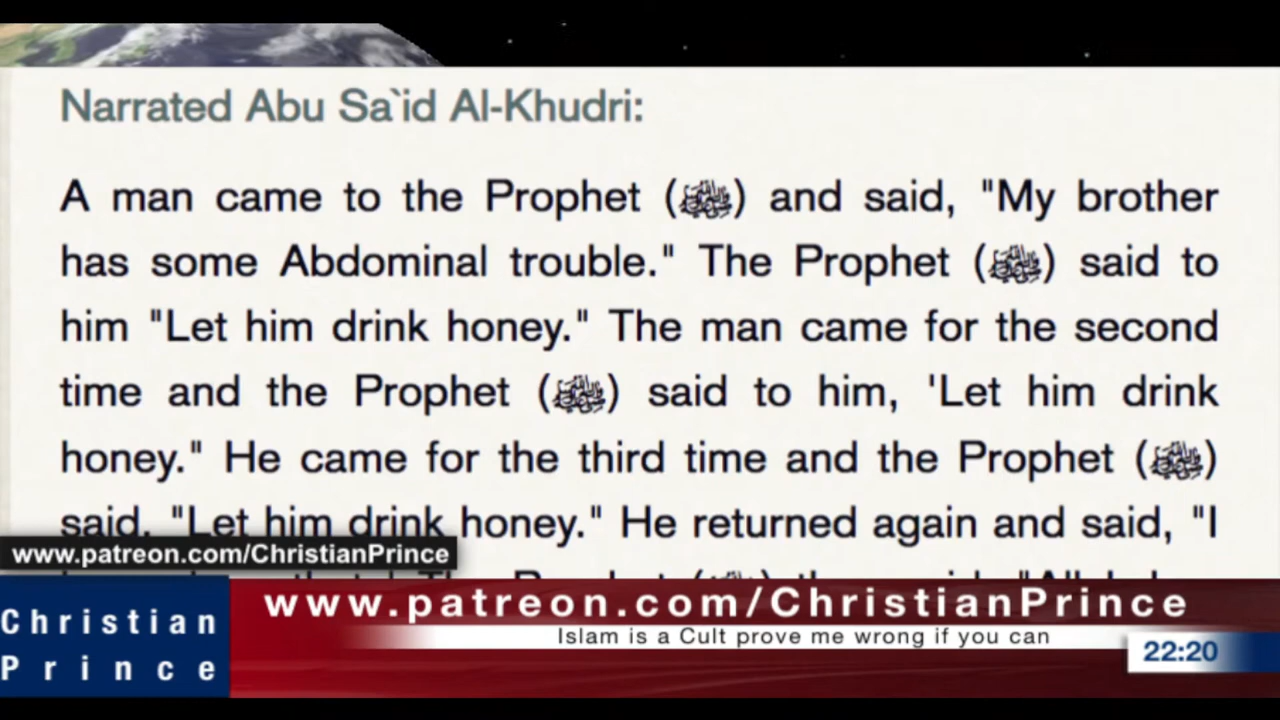 Narrated Abu Sa`id Al-Khudri:
A man came to the Prophet (ﷺ) and said, "My brother
has some Abdominal trouble." The Prophet (ﷺ) said to
him "Let him drink honey." The man came for the second
time and the Prophet (ﷺ) said to him, 'Let him drink
honey." He came for the third time and the Prophet (ﷺ)
said, "Let him drink honey." He returned again and said, "I
www.patreon.com/ChristianPrince
Christian
Prince
www.patreon.com/ChristianPrince
Islam is a Cult prove me wrong if you can
22:20